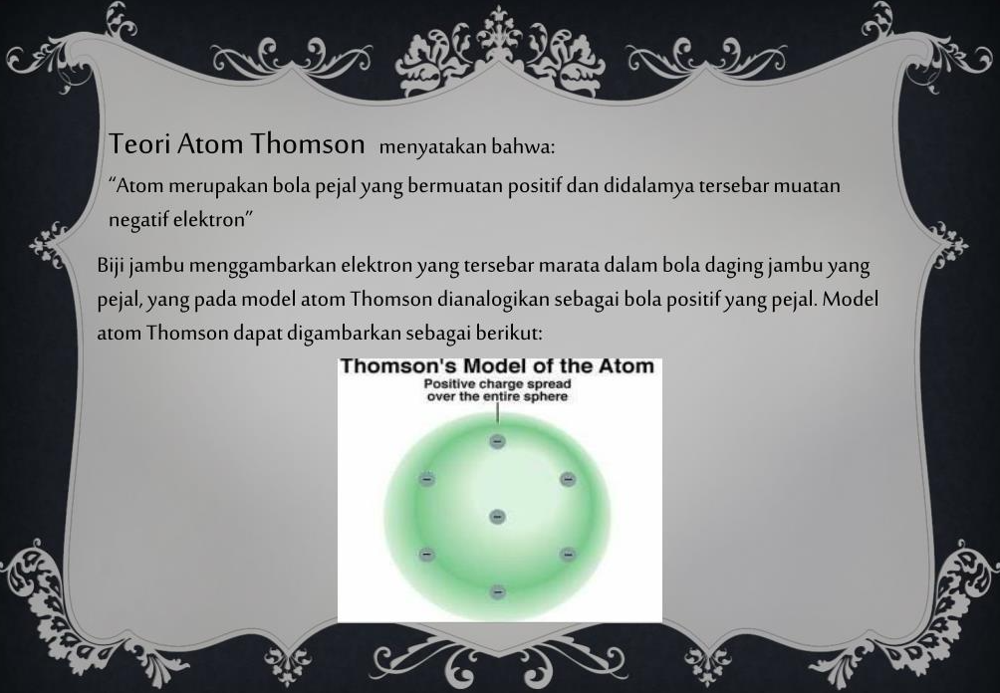 Teori Atom Thomson menyatakan bahwa:
“Atom merupakan bola pejal yang bermuatan positif dan didalamya tersebar muatan
negatif elektron”
Biji jambu menggambarkan elektron yang tersebar marata dalam bola daging jambu yang
pejal, yang pada model atom Thomson dianalogikan sebagai bola positif yang pejal. Model
atom Thomson dapat digambarkan sebagai berikut:
Thomson's Model of the Atom
Positive charge spread
over the entire sphere
−
− −
−
− −
−